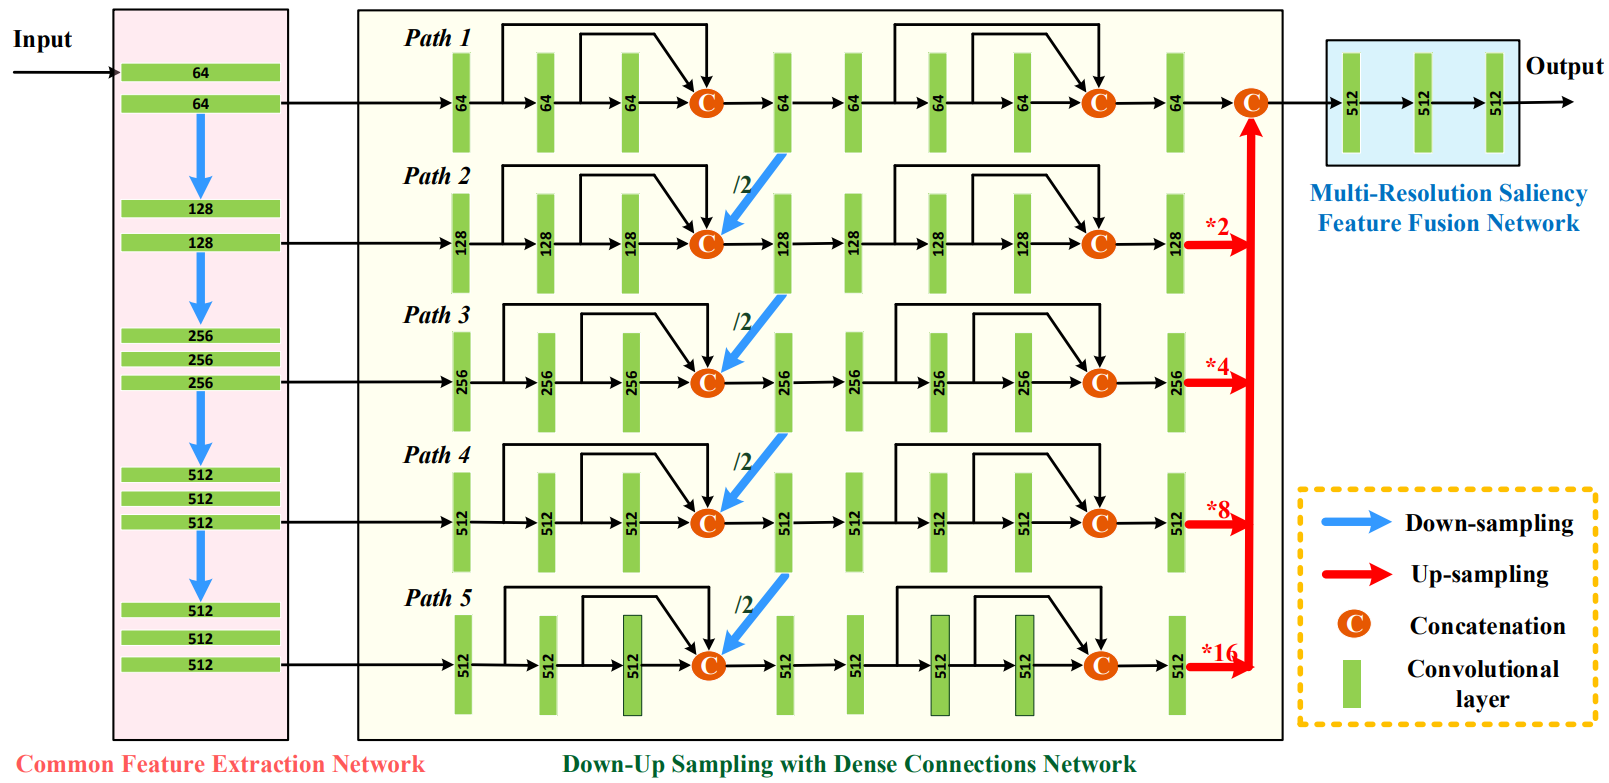 Input
64
64
128
128
256
256
256
512
512
512
512
512
512
Common Feature Extraction Network
Path 1
64 64 64 C 64 64 64 64 C 64 C
/2
Path 2
128 128 128 C 128 128 128 128 C 128 *2
/2
Path 3
256 256 256 C 256 256 256 256 C 256 *4
/2
Path 4
512 512 512 C 512 512 512 512 C 512 *8
/2
Path 5
512 512 512 C 512 512 512 512 C 512 *16
Down-Up Sampling with Dense Connections Network
512 512 512
Output
Multi-Resolution Saliency
Feature Fusion Network
Down-sampling
Up-sampling
C Concatenation
Convolutional
layer